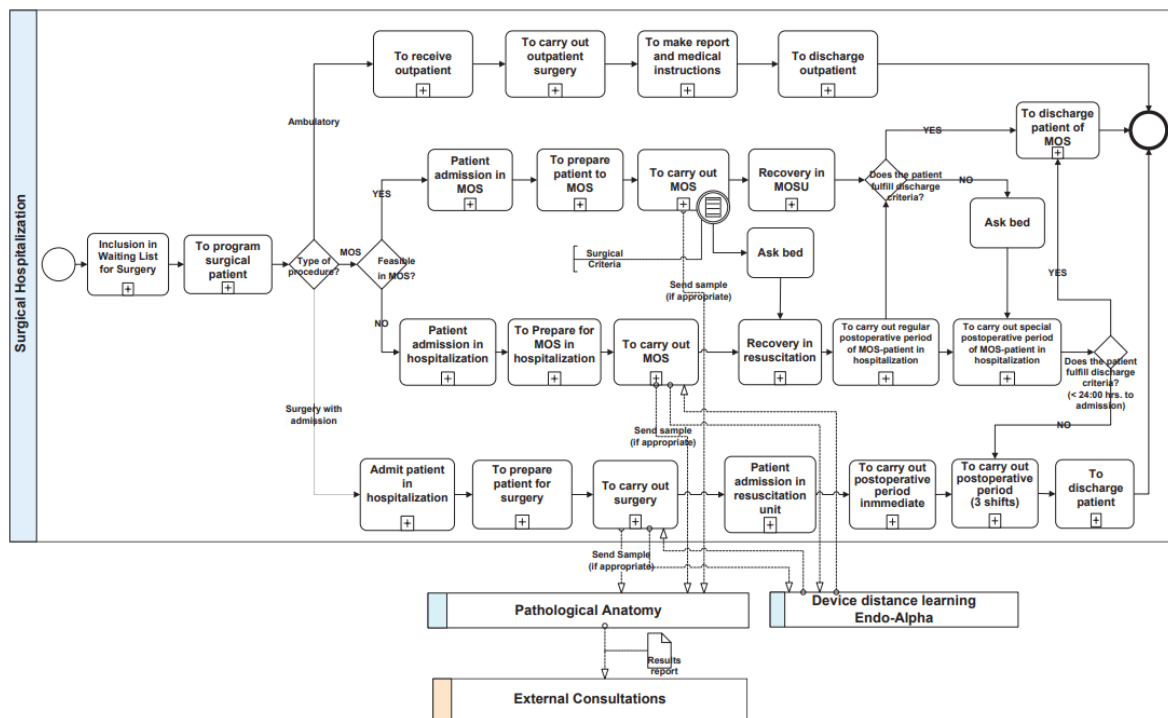 Surgical Hospitalization
To receive
outpatient
To carry out
outpatient
surgery
To make report
and medical
instructions
To discharge
outpatient
Ambulatory
To discharge
patient of
MOS
YES
Patient
admission in
MOS
To prepare
patient to
MOS
To carry out
MOS
Recovery in
MOSU
Does the patient
fulfill discharge
criteria?
NO
YES
Ask bed
Inclusion in
Waiting List
for Surgery
To program
surgical
patient
Type of
procedure?
MOS
Feasible
in MOS?
Surgical
Criteria
Ask bed
YES
Send sample
(if appropriate)
NO
Patient
admission in
hospitalization
To Prepare for
MOS in
hospitalization
To carry out
MOS
Recovery in
resuscitation
To carry out regular
postoperative period
of MOS-patient in
hospitalization
To carry out special
postoperative period
of MOS-patient in
hospitalization
Does the patient
fulfill discharge
criteria?
(< 24:00 hrs. to
admission)
Surgery with
admission
Send sample
(if appropriate)
NO
Admit patient
in
hospitalization
To prepare
patient for
surgery
To carry out
surgery
Patient
admission in
resuscitation
unit
To carry out
postoperative
period
inmmediate
To carry out
postoperative
period
(3 shifts)
To
discharge
patient
Send Sample
(if appropriate)
Pathological Anatomy
Device distance learning
Endo-Alpha
Results
report
External Consultations